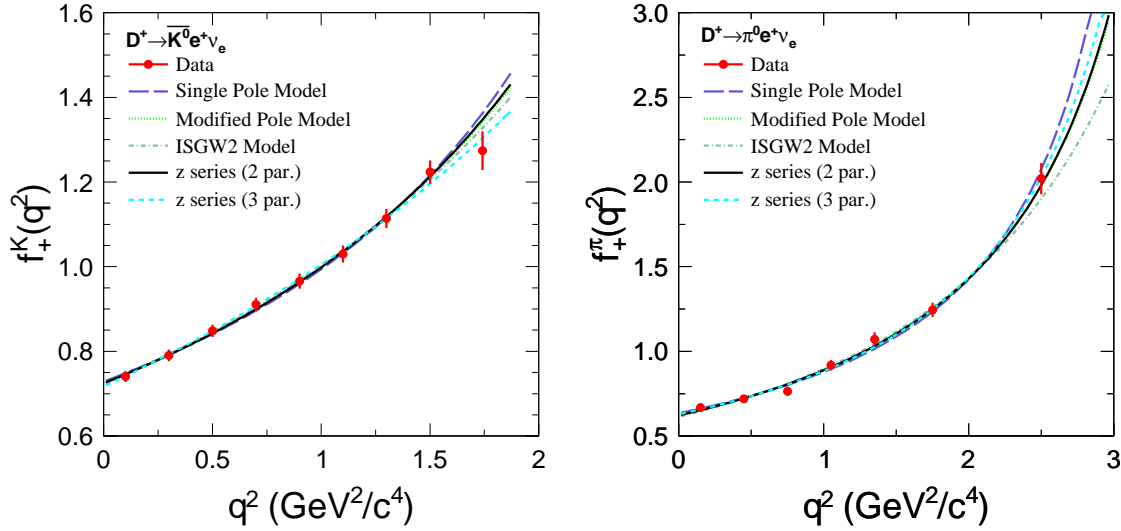 D⁺→K̅⁰e⁺νₑ
Data
Single Pole Model
Modified Pole Model
ISGW2 Model
z series (2 par.)
z series (3 par.)
1.6
1.4
1.2
1.0
0.8
0.6
f₊ᴷ(q²)
0
0.5
1
1.5
2
q² (GeV²/c⁴)
D⁺→π⁰e⁺νₑ
Data
Single Pole Model
Modified Pole Model
ISGW2 Model
z series (2 par.)
z series (3 par.)
3.0
2.5
2.0
1.5
1.0
0.5
f₊^π(q²)
0
1
2
3
q² (GeV²/c⁴)